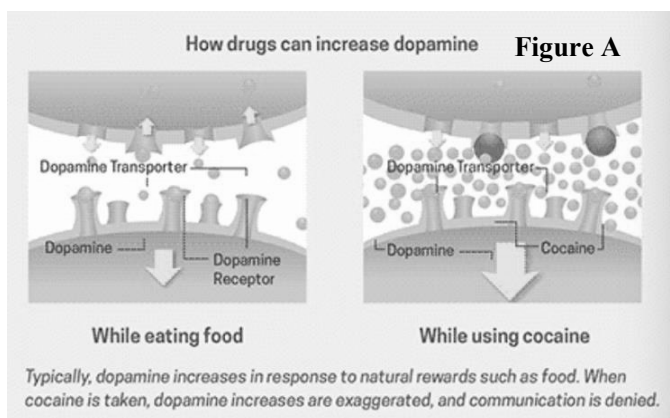 How drugs can increase dopamine
Figure A
Dopamine Transporter
Dopamine
Dopamine
Receptor
Dopamine Transporter
Dopamine
Cocaine
While eating food
While using cocaine
Typically, dopamine increases in response to natural rewards such as food. When
cocaine is taken, dopamine increases are exaggerated, and communication is denied.